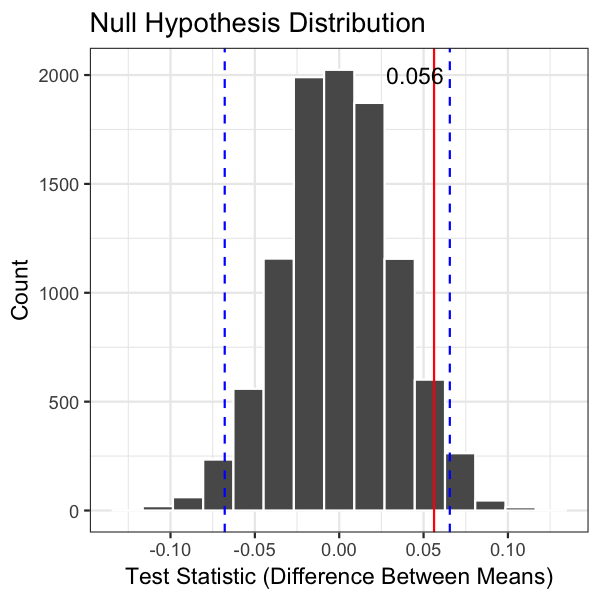 Null Hypothesis Distribution
0.056
2000
1500
1000
500
0
Count
-0.10 -0.05 0.00 0.05 0.10
Test Statistic (Difference Between Means)